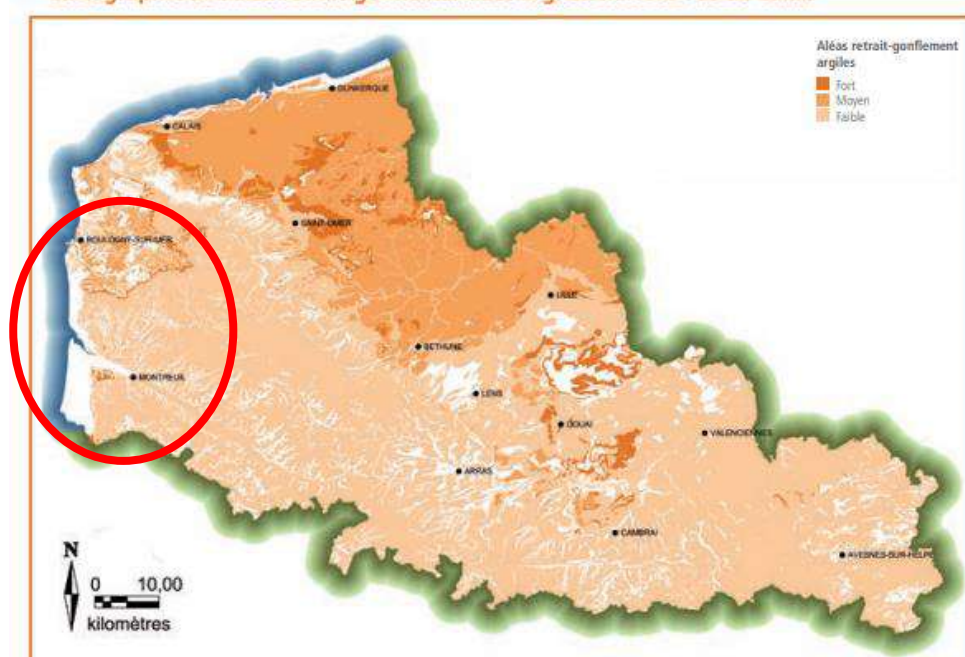 Aléas retrait-gonflement
argiles
Fort
Moyen
Faible
DUNKERQUE
CALAIS
SAINT-OMER
BOULOGNE-SUR-MER
LILLE
BETHUNE
MONTREUIL
LENS
DOUAI
VALENCIENNES
ARRAS
CAMBRAI
AVESNES-SUR-HELPE
N
0 10,00
kilomètres